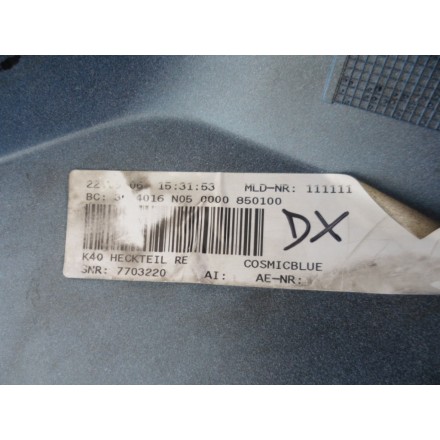 16:31:53 MLD-NR: 111111
BC: 4016 N05 0000 850100
DX
K40 HECKTEIL RE COSMICBLUE
SNR: 7703220 AI: AE-NR: